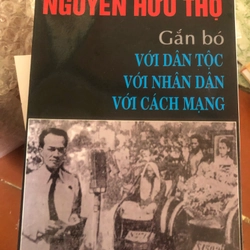 NGUYỄN HỮU THỌ
Gắn bó
VỚI DÂN TỘC
VỚI NHÂN DÂN
VỚI CÁCH MẠNG